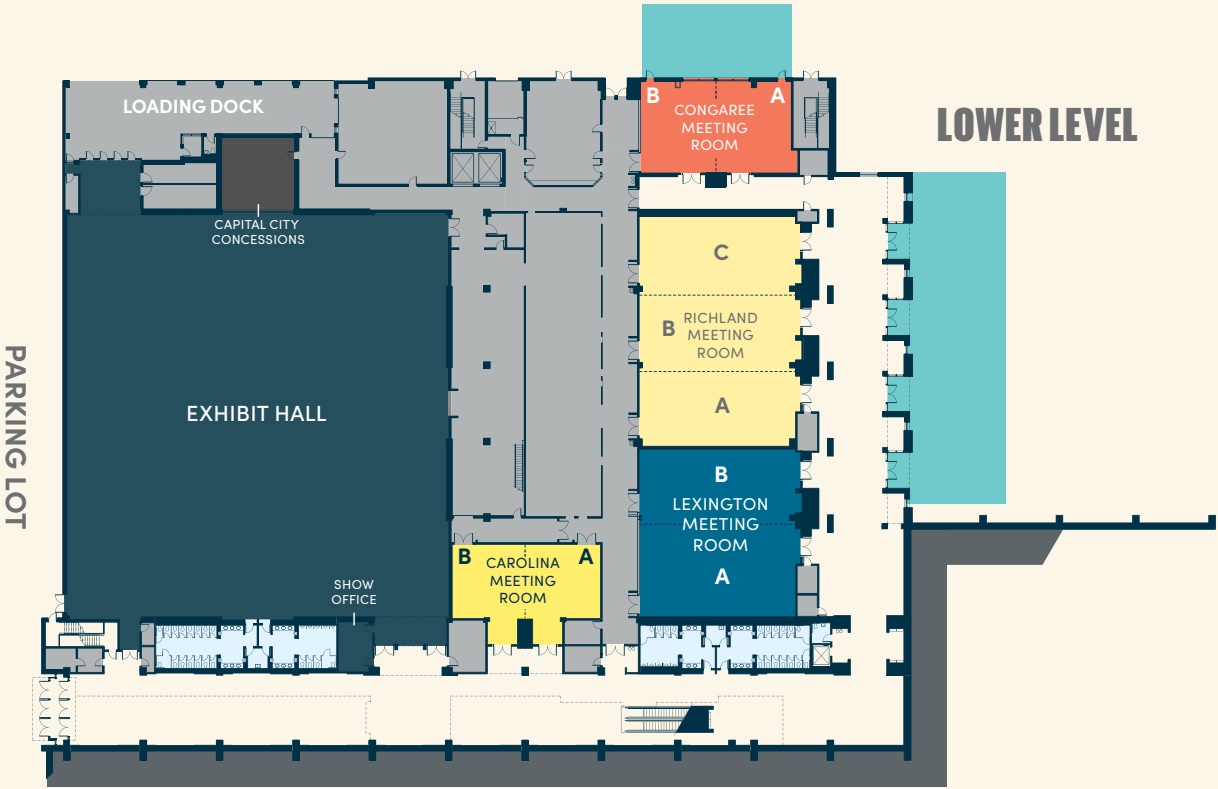 LOWER LEVEL
LOADING DOCK
B
A
CONGAREE
MEETING
ROOM
CAPITAL CITY
CONCESSIONS
C
B
RICHLAND
MEETING
ROOM
A
PARKING LOT
EXHIBIT HALL
B
LEXINGTON
MEETING
ROOM
A
B
A
CAROLINA
MEETING
ROOM
SHOW
OFFICE